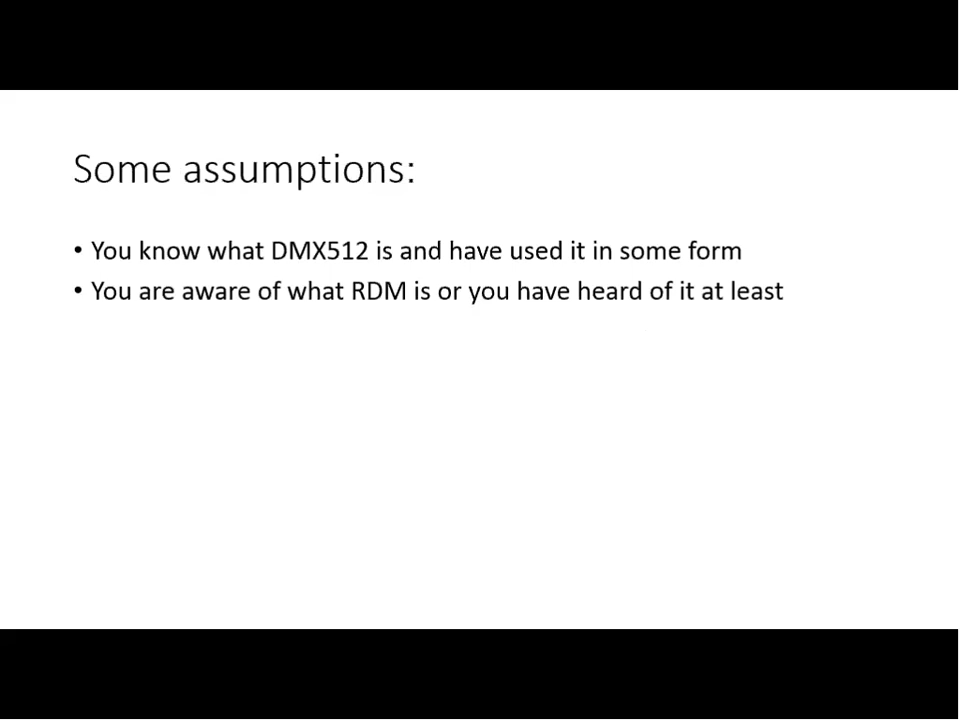 Some assumptions:
• You know what DMX512 is and have used it in some form
• You are aware of what RDM is or you have heard of it at least